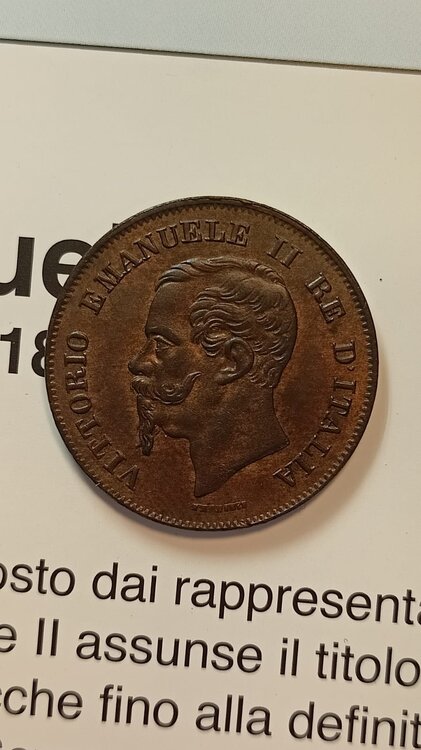 ue
18
VITTORIO EMANUELE II RE D'ITALIA
osto dai rappresenta
e II assunse il titolo
che fino alla definit